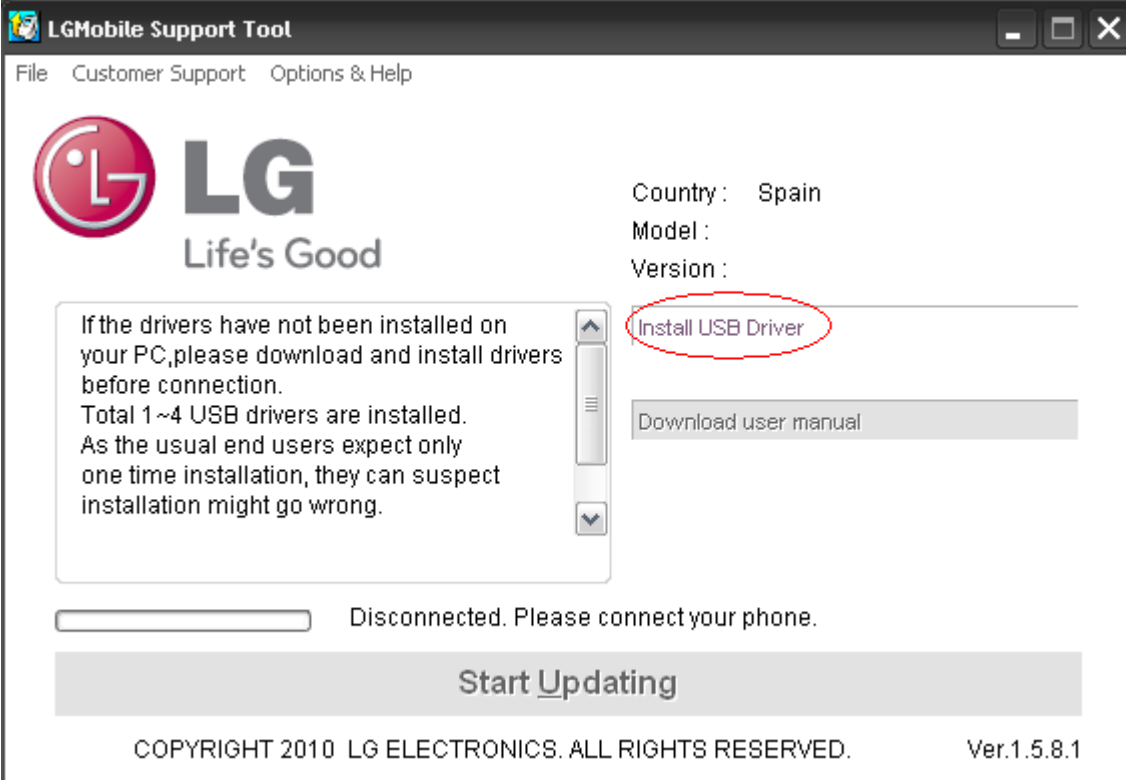 LGMobile Support Tool
File Customer Support Options & Help
LG
Life's Good
Country : Spain
Model :
Version :
If the drivers have not been installed on
your PC,please download and install drivers
before connection.
Total 1~4 USB drivers are installed.
As the usual end users expect only
one time installation, they can suspect
installation might go wrong.
Install USB Driver
Download user manual
Disconnected. Please connect your phone.
Start Updating
COPYRIGHT 2010 LG ELECTRONICS. ALL RIGHTS RESERVED. Ver.1.5.8.1